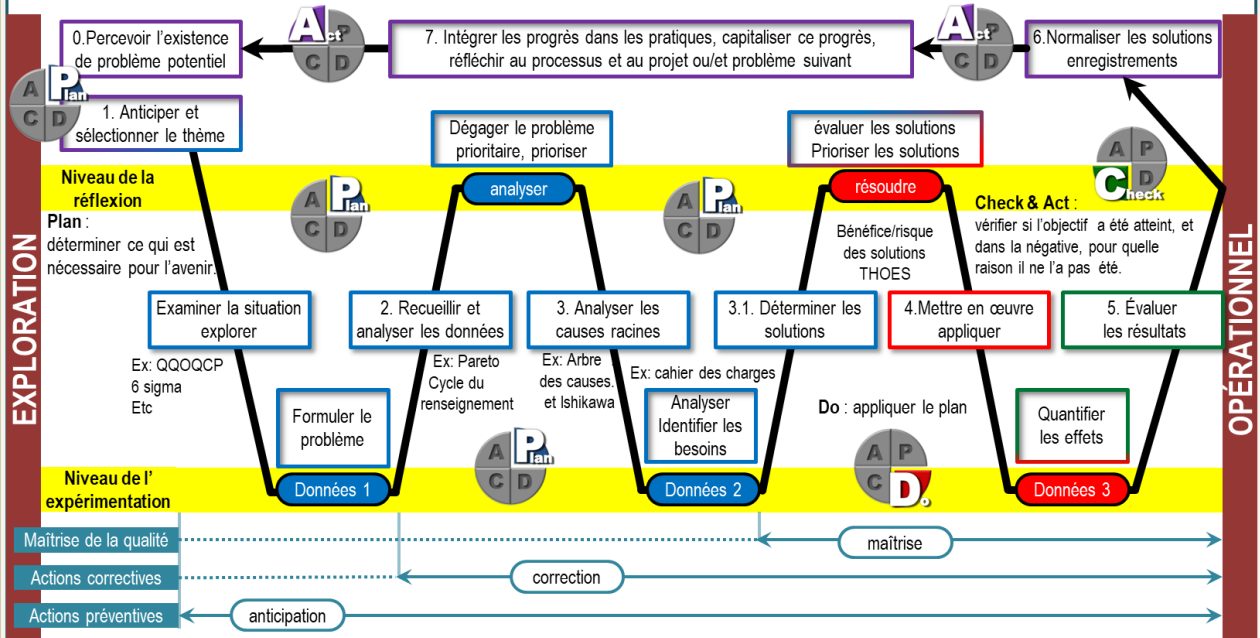 0.Percevoir l'existence
de problème potentiel
Act P
C D
7. Intégrer les progrès dans les pratiques, capitaliser ce progrès,
réfléchir au processus et au projet ou/et problème suivant
Act P
C D
6.Normaliser les solutions
enregistrements
A Plan
C D
1. Anticiper et
sélectionner le thème
Dégager le problème
prioritaire, prioriser
évaluer les solutions
Prioriser les solutions
A P
Check D
Niveau de la
réflexion
A Plan
C D
analyser
A Plan
C D
résoudre
Plan :
déterminer ce qui est
nécessaire pour l'avenir.
Bénéfice/risque
des solutions
THOES
Check & Act :
vérifier si l'objectif a été atteint, et
dans la négative, pour quelle
raison il ne l'a pas été.
EXPLORATION
OPÉRATIONNEL
Examiner la situation
explorer
2. Recueillir et
analyser les données
3. Analyser les
causes racines
3.1. Déterminer les
solutions
4.Mettre en œuvre
appliquer
5. Évaluer
les résultats
Ex: QQOQCP
6 sigma
Etc
Ex: Pareto
Cycle du
renseignement
Ex: Arbre
des causes.
et Ishikawa
Ex: cahier des charges
Formuler le
problème
A Plan
C D
Analyser
Identifier les
besoins
Do : appliquer le plan
A P
C Do
Quantifier
les effets
Niveau de l'
expérimentation
Données 1
Données 2
Données 3
Maîtrise de la qualité
maîtrise
Actions correctives
correction
Actions préventives
anticipation